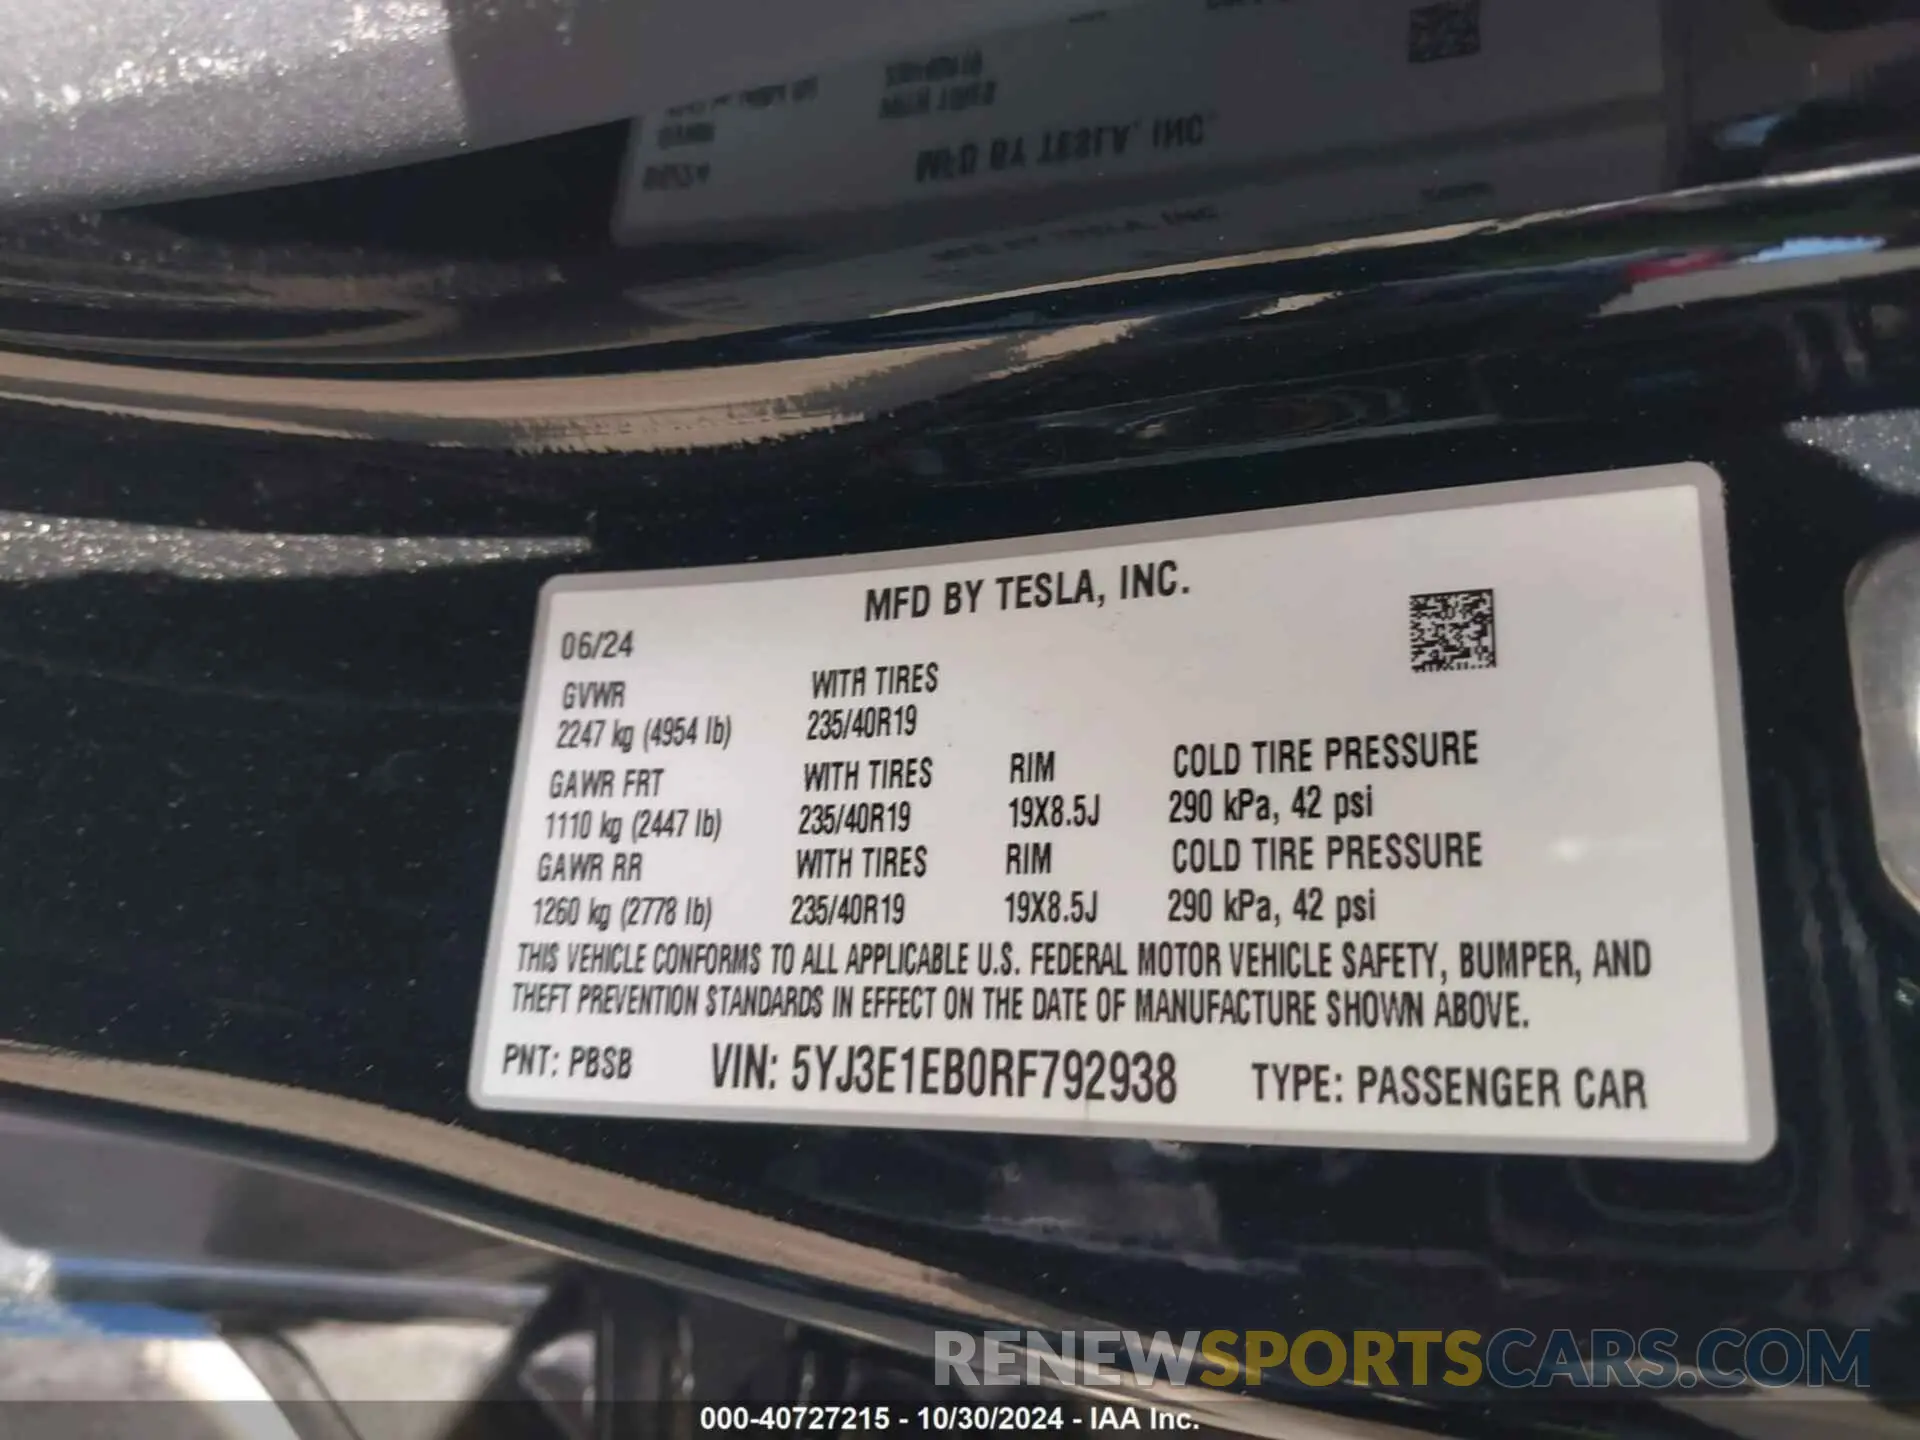 MFD BY TESLA, INC.
06/24
GVWR WITH TIRES
2247 kg (4954 lb) 235/40R19
GAWR FRT WITH TIRES RIM COLD TIRE PRESSURE
1110 kg (2447 lb) 235/40R19 19X8.5J 290 kPa, 42 psi
GAWR RR WITH TIRES RIM COLD TIRE PRESSURE
1260 kg (2778 lb) 235/40R19 19X8.5J 290 kPa, 42 psi
THIS VEHICLE CONFORMS TO ALL APPLICABLE U.S. FEDERAL MOTOR VEHICLE SAFETY, BUMPER, AND
THEFT PREVENTION STANDARDS IN EFFECT ON THE DATE OF MANUFACTURE SHOWN ABOVE.
PNT: PBSB VIN: 5YJ3E1EB0RF792938 TYPE: PASSENGER CAR
RENEWSPORTSCARS.COM
000-40727215 - 10/30/2024 - IAA Inc.